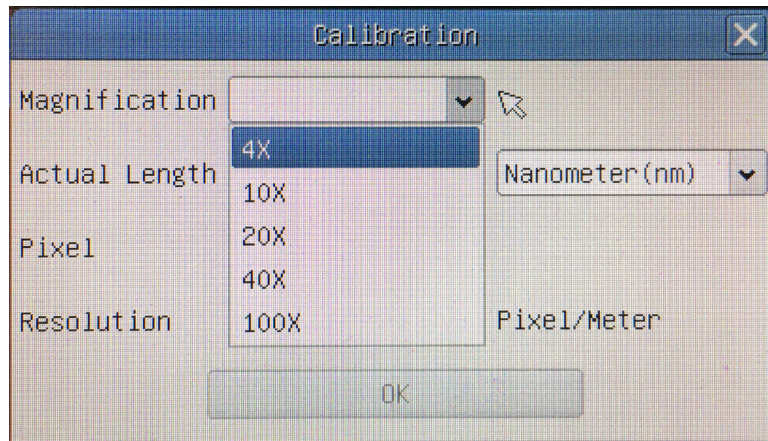 Calibration
Magnification
4X
Actual Length
Nanometer(nm)
10X
20X
Pixel
40X
Resolution
100X
Pixel/Meter
OK